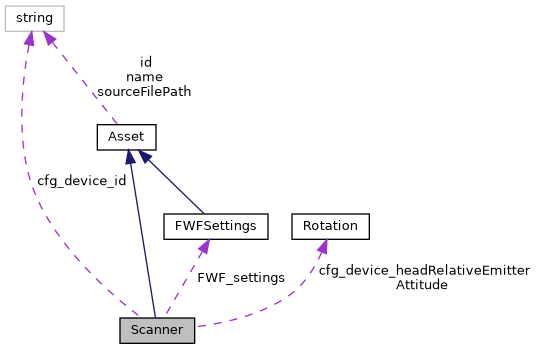 string
id
name
sourceFilePath
Asset
cfg_device_id
FWFSettings
Rotation
FWF_settings
cfg_device_headRelativeEmitter
Attitude
Scanner